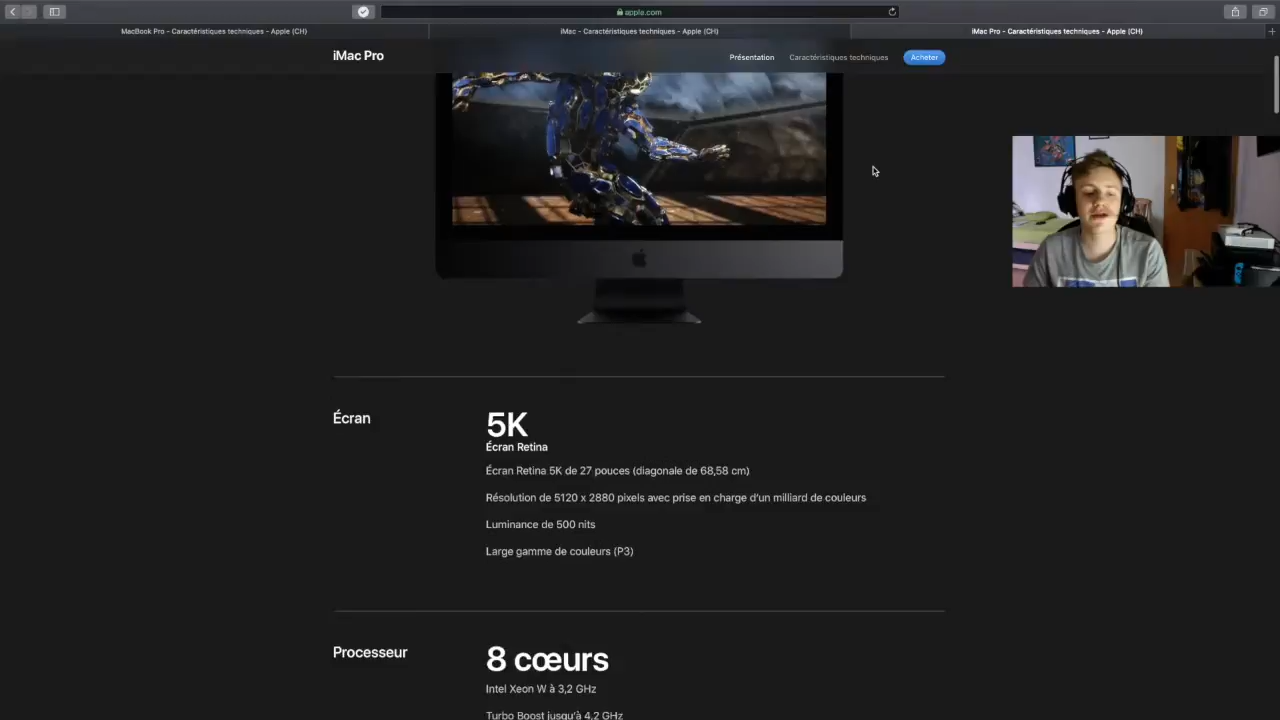 apple.com
MacBook Pro - Caractéristiques techniques - Apple (CH)
iMac - Caractéristiques techniques - Apple (CH)
iMac Pro - Caractéristiques techniques - Apple (CH)
iMac Pro
Présentation
Caractéristiques techniques
Acheter
Écran
5K
Écran Retina
Écran Retina 5K de 27 pouces (diagonale de 68,58 cm)
Résolution de 5120 x 2880 pixels avec prise en charge d’un milliard de couleurs
Luminance de 500 nits
Large gamme de couleurs (P3)
Processeur
8 cœurs
Intel Xeon W à 3,2 GHz
Turbo Boost jusqu’à 4,2 GHz